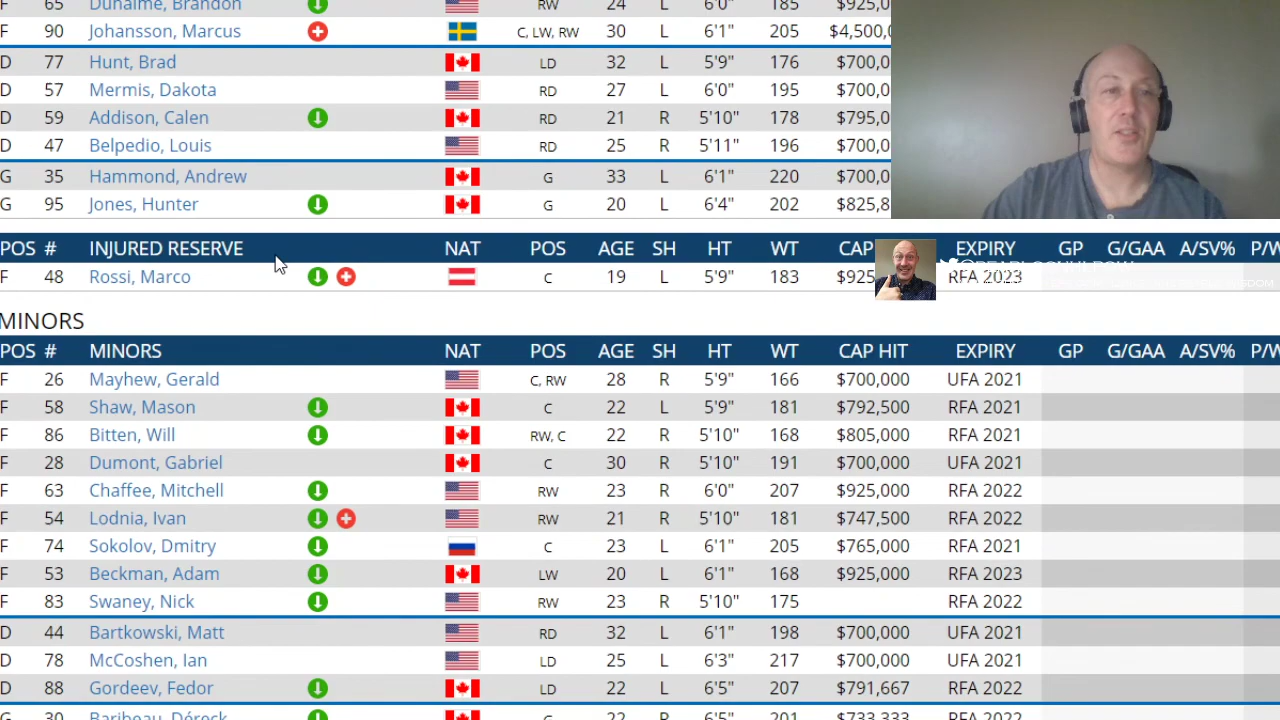 F 65 Duhaime, Brandon RW 24 L 6'0" 185 $925,0
F 90 Johansson, Marcus C, LW, RW 30 L 6'1" 205 $4,500,0
D 77 Hunt, Brad LD 32 L 5'9" 176 $700,0
D 57 Mermis, Dakota RD 27 L 6'0" 195 $700,0
D 59 Addison, Calen RD 21 R 5'10" 178 $795,0
D 47 Belpedio, Louis RD 25 R 5'11" 196 $700,0
G 35 Hammond, Andrew G 33 L 6'1" 220 $700,0
G 95 Jones, Hunter G 20 L 6'4" 202 $825,8
POS # INJURED RESERVE NAT POS AGE SH HT WT CAP EXPIRY GP G/GAA A/SV% P/W
F 48 Rossi, Marco C 19 L 5'9" 183 $925 RFA 2023
MINORS
POS # MINORS NAT POS AGE SH HT WT CAP HIT EXPIRY GP G/GAA A/SV% P/W
F 26 Mayhew, Gerald C, RW 28 R 5'9" 166 $700,000 UFA 2021
F 58 Shaw, Mason C 22 L 5'9" 181 $792,500 RFA 2021
F 86 Bitten, Will RW, C 22 R 5'10" 168 $805,000 RFA 2021
F 28 Dumont, Gabriel C 30 R 5'10" 191 $700,000 UFA 2021
F 63 Chaffee, Mitchell RW 23 R 6'0" 207 $925,000 RFA 2022
F 54 Lodnia, Ivan RW 21 R 5'10" 181 $747,500 RFA 2022
F 74 Sokolov, Dmitry C 23 L 6'1" 205 $765,000 RFA 2021
F 53 Beckman, Adam LW 20 L 6'1" 168 $925,000 RFA 2023
F 83 Swaney, Nick RW 23 R 5'10" 175 RFA 2022
D 44 Bartkowski, Matt RD 32 L 6'1" 198 $700,000 UFA 2021
D 78 McCoshen, Ian LD 25 L 6'3" 217 $700,000 UFA 2021
D 88 Gordeev, Fedor LD 22 L 6'5" 207 $791,667 RFA 2022
G 30 Baribeau, Déreck G 22 R 6'5" 201 $733,333 RFA 2022